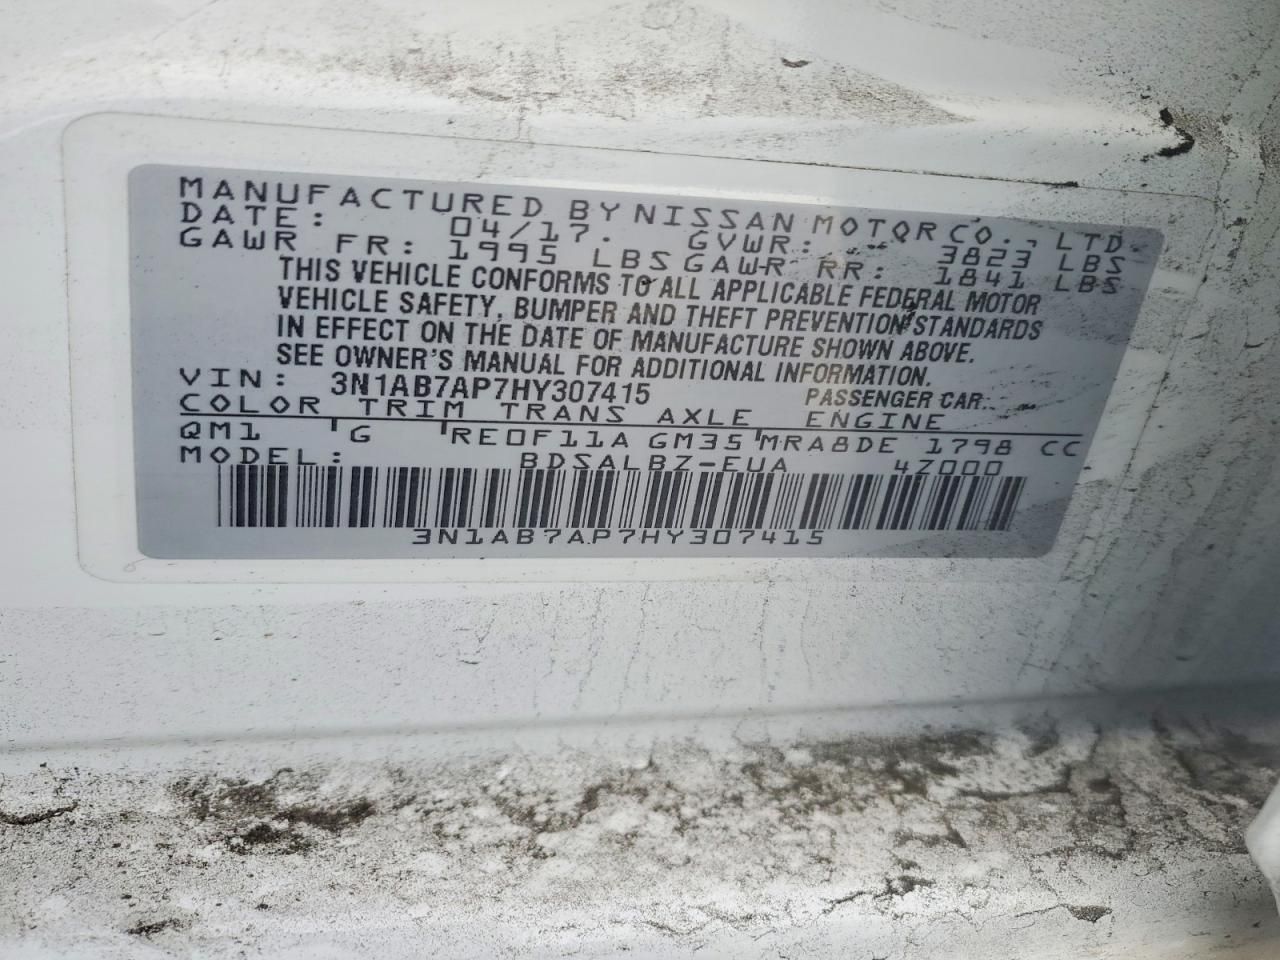 MANUFACTURED BY NISSAN MOTOR CO., LTD.
DATE: 04/17. GVWR: 3823 LBS
GAWR FR: 1995 LBS GAWR RR: 1841 LBS
THIS VEHICLE CONFORMS TO ALL APPLICABLE FEDERAL MOTOR
VEHICLE SAFETY, BUMPER AND THEFT PREVENTION STANDARDS
IN EFFECT ON THE DATE OF MANUFACTURE SHOWN ABOVE.
SEE OWNER'S MANUAL FOR ADDITIONAL INFORMATION.
VIN: 3N1AB7AP7HY307415 PASSENGER CAR
COLOR TRIM TRANS AXLE ENGINE
QM1 G RE0F11A GM35 MRA8DE 1798 CC
MODEL: BDSALBZ-EUA 4Z000
3N1AB7AP7HY307415